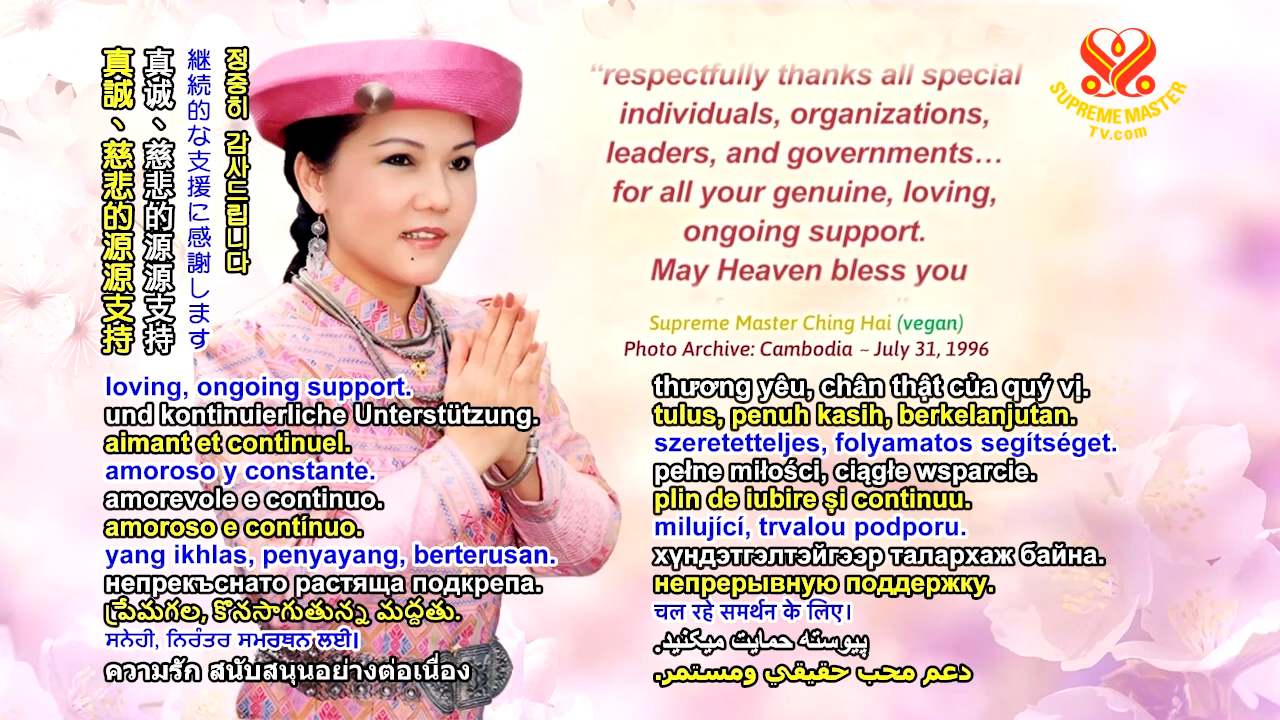 真誠、慈悲的源源支持
真诚、慈悲的源源支持
継続的な支援に感謝します
정중히 감사드립니다
“respectfully thanks all special
individuals, organizations,
leaders, and governments…
for all your genuine, loving,
ongoing support.
May Heaven bless you
Supreme Master Ching Hai (vegan)
Photo Archive: Cambodia ~ July 31, 1996
SUPREME MASTER
TV.com
loving, ongoing support.
und kontinuierliche Unterstützung.
aimant et continuel.
amoroso y constante.
amorevole e continuo.
amoroso e contínuo.
yang ikhlas, penyayang, berterusan.
непрекъснато растяща подкрепа.
ప్రేమగల, కొనసాగుతున్న మద్దతు.
ਸਨੇਹੀ, ਨਿਰੰਤਰ ਸਮਰਥਨ ਲਈ।
ความรัก สนับสนุนอย่างต่อเนื่อง
thương yêu, chân thật của quý vị.
tulus, penuh kasih, berkelanjutan.
szeretetteljes, folyamatos segítséget.
pełne miłości, ciągłe wsparcie.
plin de iubire și continuu.
milující, trvalou podporu.
хүндэтгэлтэйгээр талархаж байна.
непрерывную поддержку.
चल रहे समर्थन के लिए।
پیوسته حمایت میکنید.
دعم محب حقيقي ومستمر.